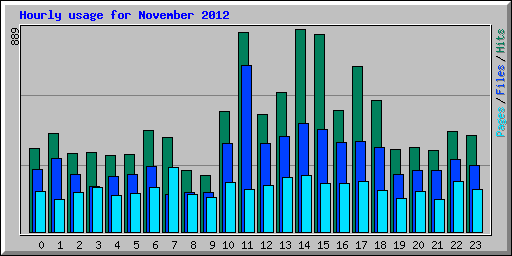 Hourly usage for November 2012
889
Pages / Files / Hits
0 1 2 3 4 5 6 7 8 9 10 11 12 13 14 15 16 17 18 19 20 21 22 23